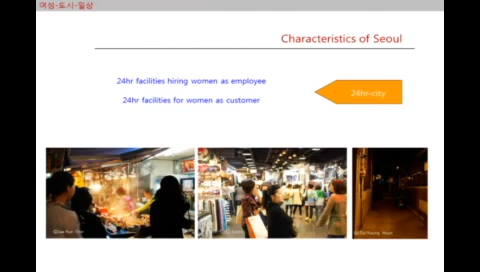 여성-도시-일상
Characteristics of Seoul
24hr facilities hiring women as employee
24hr-city
24hr facilities for women as customer